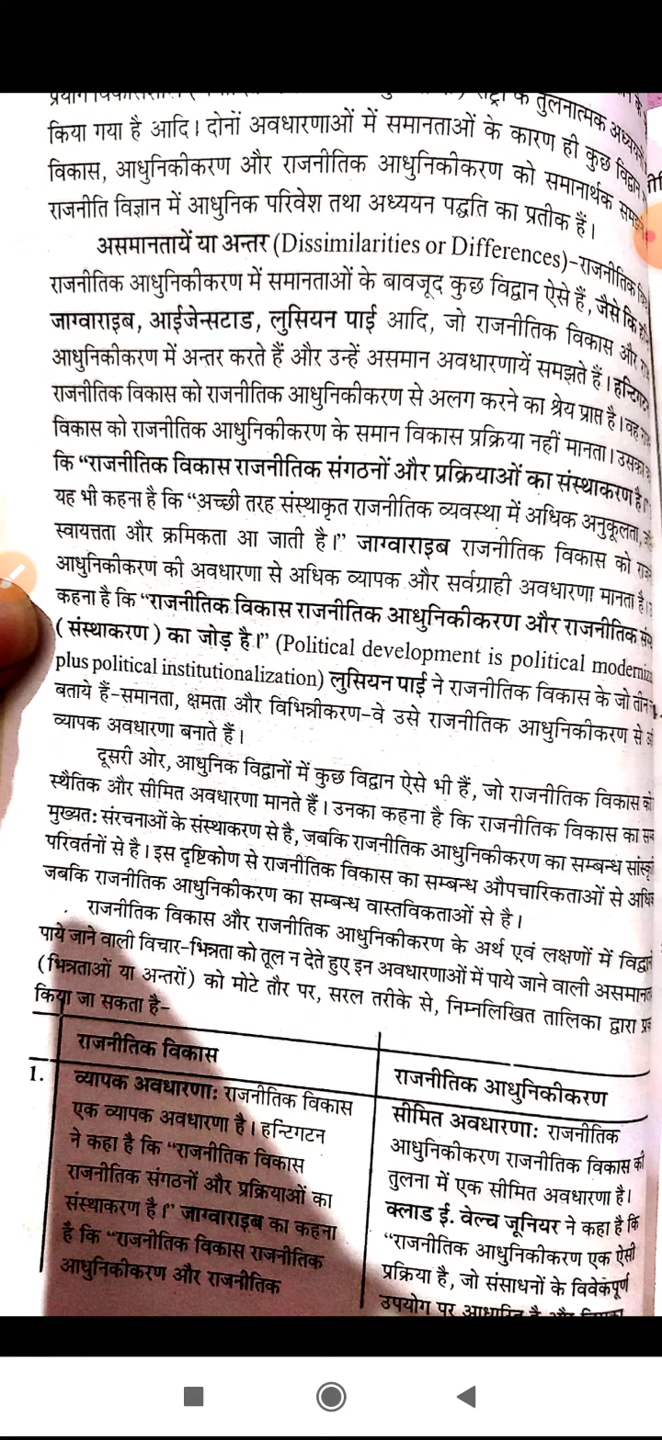 किया गया है आदि। दोनों अवधारणाओं में समानताओं के कारण ही कुछ विद्वान
विकास, आधुनिकीकरण और राजनीतिक आधुनिकीकरण को समानार्थक
राजनीति विज्ञान में आधुनिक परिवेश तथा अध्ययन पद्धति का प्रतीक हैं।
असमानतायें या अन्तर (Dissimilarities or Differences)–राजनीतिक
राजनीतिक आधुनिकीकरण में समानताओं के बावजूद कुछ विद्वान ऐसे हैं, जैसे कि
जाग्वाराइब, आईजेन्सटाड, लुसियन पाई आदि, जो राजनीतिक विकास और
आधुनिकीकरण में अन्तर करते हैं और उन्हें असमान अवधारणायें समझते हैं। हन्टिगटन
राजनीतिक विकास को राजनीतिक आधुनिकीकरण से अलग करने का श्रेय प्राप्त है। वह
विकास को राजनीतिक आधुनिकीकरण के समान विकास प्रक्रिया नहीं मानता। उसका
कि “राजनीतिक विकास राजनीतिक संगठनों और प्रक्रियाओं का संस्थाकरण है।”
यह भी कहना है कि “अच्छी तरह संस्थाकृत राजनीतिक व्यवस्था में अधिक अनुकूलता,
स्वायत्तता और क्रमिकता आ जाती है।” जाग्वाराइब राजनीतिक विकास को
आधुनिकीकरण की अवधारणा से अधिक व्यापक और सर्वग्राही अवधारणा मानता है।
कहना है कि “राजनीतिक विकास राजनीतिक आधुनिकीकरण और राजनीतिक
(संस्थाकरण) का जोड़ है।” (Political development is political
plus political institutionalization) लुसियन पाई ने राजनीतिक विकास के जो तीन
बताये हैं–समानता, क्षमता और विभिन्नीकरण–वे उसे राजनीतिक आधुनिकीकरण से
व्यापक अवधारणा बनाते हैं।
दूसरी ओर, आधुनिक विद्वानों में कुछ विद्वान ऐसे भी हैं, जो राजनीतिक विकास को
स्थैतिक और सीमित अवधारणा मानते हैं। उनका कहना है कि राजनीतिक विकास का
मुख्यतः संरचनाओं के संस्थाकरण से है, जबकि राजनीतिक आधुनिकीकरण का सम्बन्ध
परिवर्तनों से है। इस दृष्टिकोण से राजनीतिक विकास का सम्बन्ध औपचारिकताओं से
जबकि राजनीतिक आधुनिकीकरण का सम्बन्ध वास्तविकताओं से है।
राजनीतिक विकास और राजनीतिक आधुनिकीकरण के अर्थ एवं लक्षणों में
पाये जाने वाली विचार-भिन्नता को तूल न देते हुए इन अवधारणाओं में पाये जाने वाली
(भिन्नताओं या अन्तरों) को मोटे तौर पर, सरल तरीके से, निम्नलिखित तालिका द्वारा
किया जा सकता है–
राजनीतिक विकास
राजनीतिक आधुनिकीकरण
1. व्यापक अवधारणाः राजनीतिक विकास
एक व्यापक अवधारणा है। हन्टिगटन
ने कहा है कि “राजनीतिक विकास
राजनीतिक संगठनों और प्रक्रियाओं का
संस्थाकरण है।” जाग्वाराइब का कहना
है कि “राजनीतिक विकास राजनीतिक
आधुनिकीकरण और राजनीतिक
सीमित अवधारणाः राजनीतिक
आधुनिकीकरण राजनीतिक विकास की
तुलना में एक सीमित अवधारणा है।
क्लाड ई. वेल्च जूनियर ने कहा है कि
“राजनीतिक आधुनिकीकरण एक ऐसी
प्रक्रिया है, जो संसाधनों के विवेकपूर्ण
उपयोग पर आधारित है और